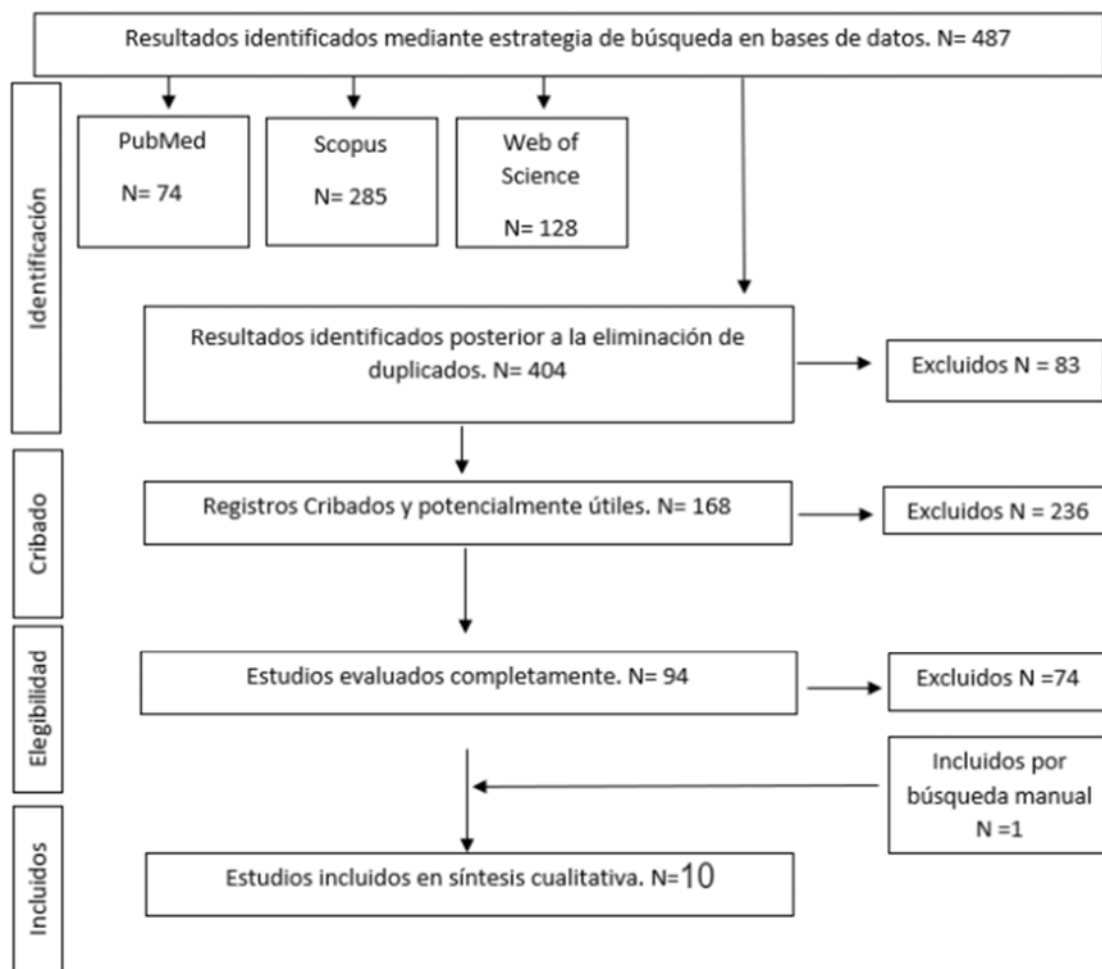 Resultados identificados mediante estrategia de búsqueda en bases de datos. N= 487
Identificación
PubMed
N= 74
Scopus
N= 285
Web of
Science
N= 128
Resultados identificados posterior a la eliminación de
duplicados. N= 404
Excluidos N = 83
Cribado
Registros Cribados y potencialmente útiles. N= 168
Excluidos N = 236
Elegibilidad
Estudios evaluados completamente. N= 94
Excluidos N =74
Incluidos por
búsqueda manual
N =1
Incluidos
Estudios incluidos en síntesis cualitativa. N=10